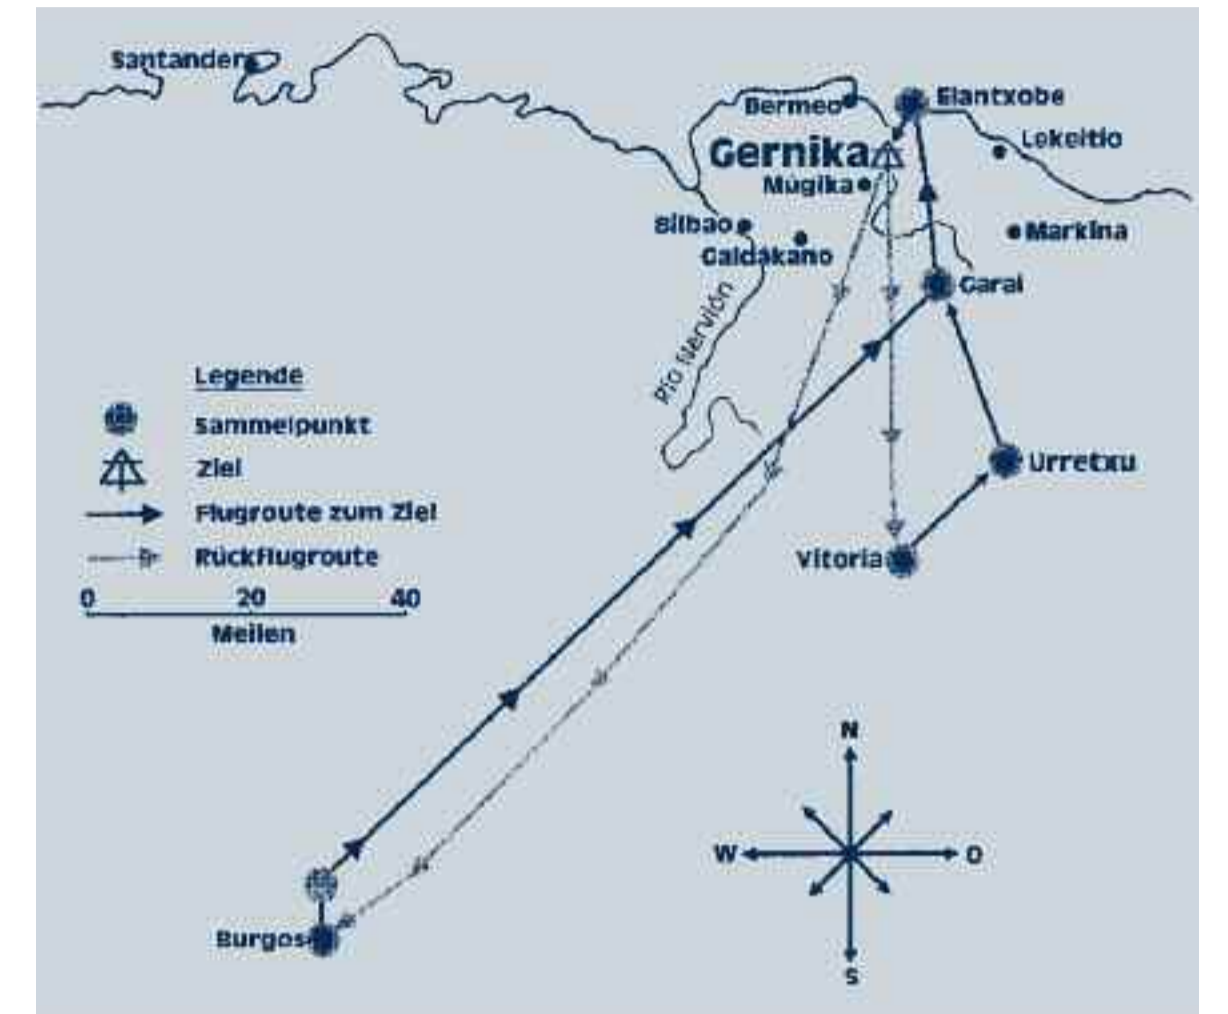 Santander
Bermeo
Elantxobe
Lekeitio
Gernika
Mugika
Bilbao
Galdakano
Markina
Garai
Río Nervión
Legende
Sammelpunkt
Ziel
Flugroute zum Ziel
Rückflugroute
0 20 40
Meilen
Urretxu
Vitoria
Burgos
N
W O
S